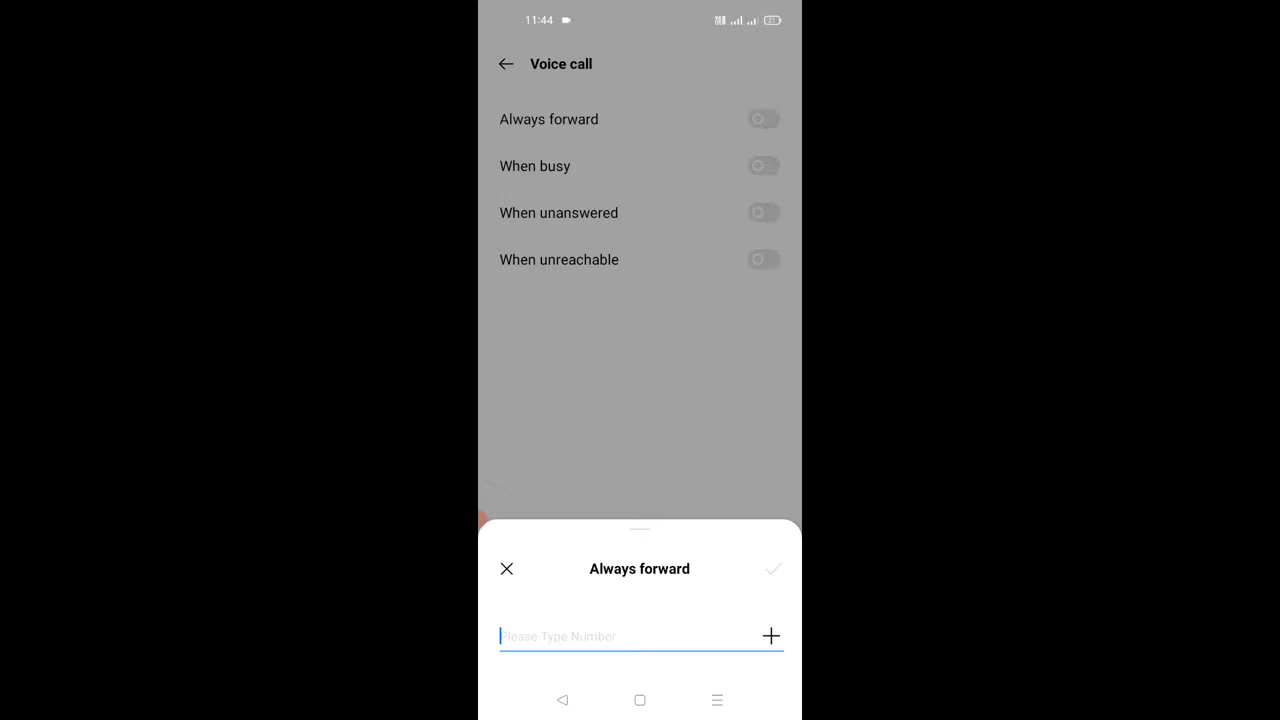 11:44
Voice call
Always forward
When busy
When unanswered
When unreachable
Always forward
Please Type Number